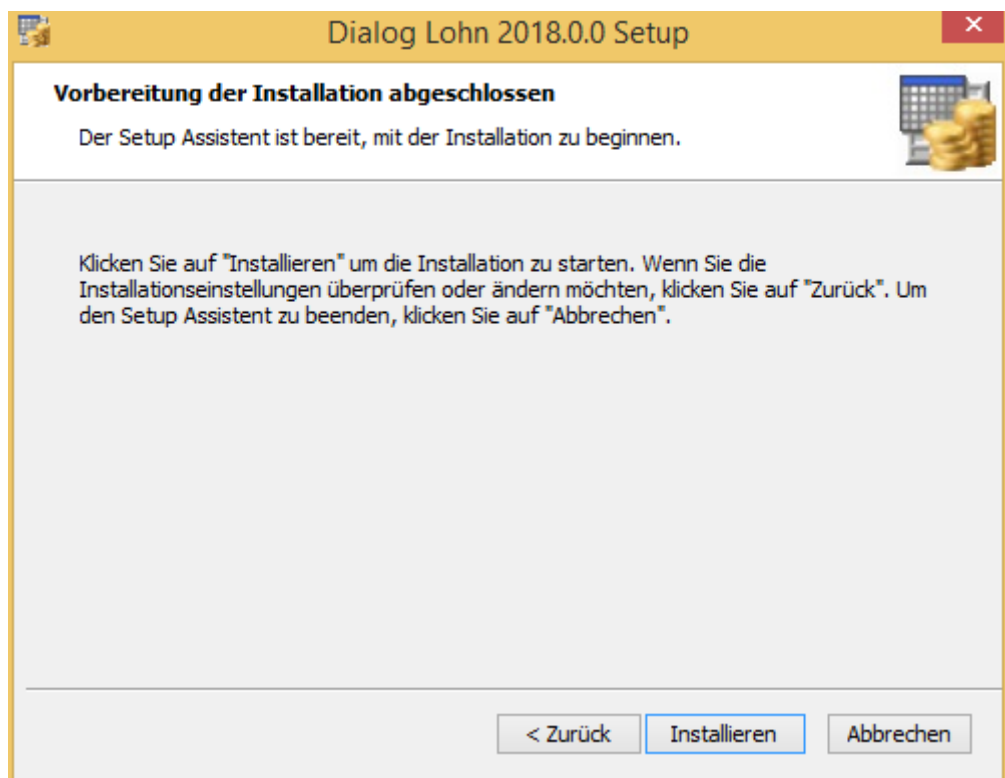 Dialog Lohn 2018.0.0 Setup
Vorbereitung der Installation abgeschlossen
Der Setup Assistent ist bereit, mit der Installation zu beginnen.
Klicken Sie auf "Installieren" um die Installation zu starten. Wenn Sie die
Installationseinstellungen überprüfen oder ändern möchten, klicken Sie auf "Zurück". Um
den Setup Assistent zu beenden, klicken Sie auf "Abbrechen".
< Zurück Installieren Abbrechen